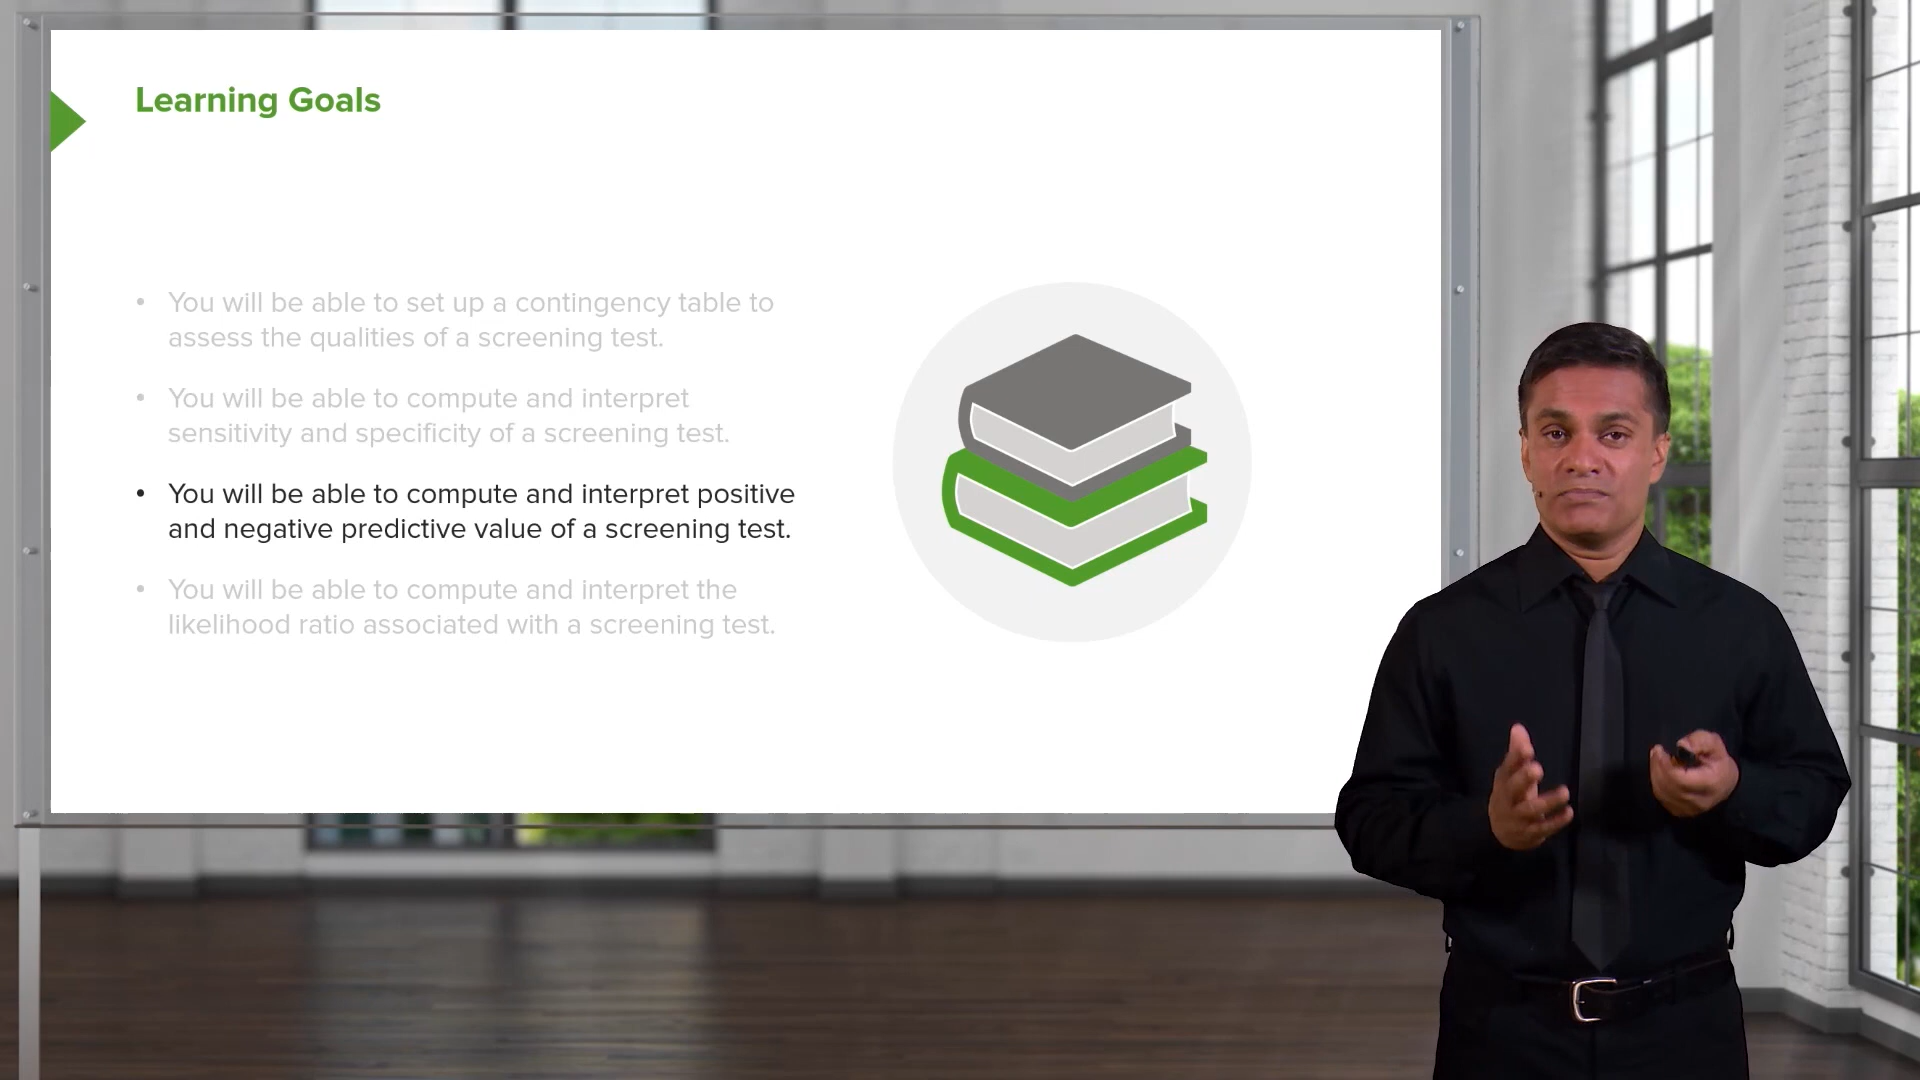 Learning Goals
• You will be able to set up a contingency table to
assess the qualities of a screening test.
• You will be able to compute and interpret
sensitivity and specificity of a screening test.
• You will be able to compute and interpret positive
and negative predictive value of a screening test.
• You will be able to compute and interpret the
likelihood ratio associated with a screening test.